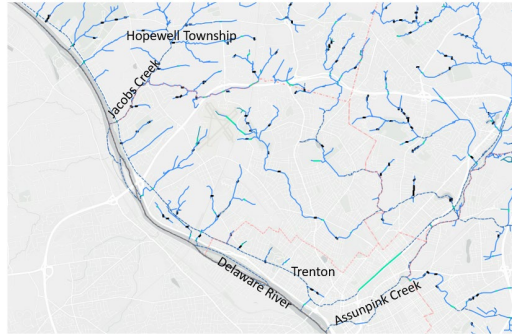 Hopewell Township
Jacobs Creek
Trenton
Delaware River
Assunpink Creek